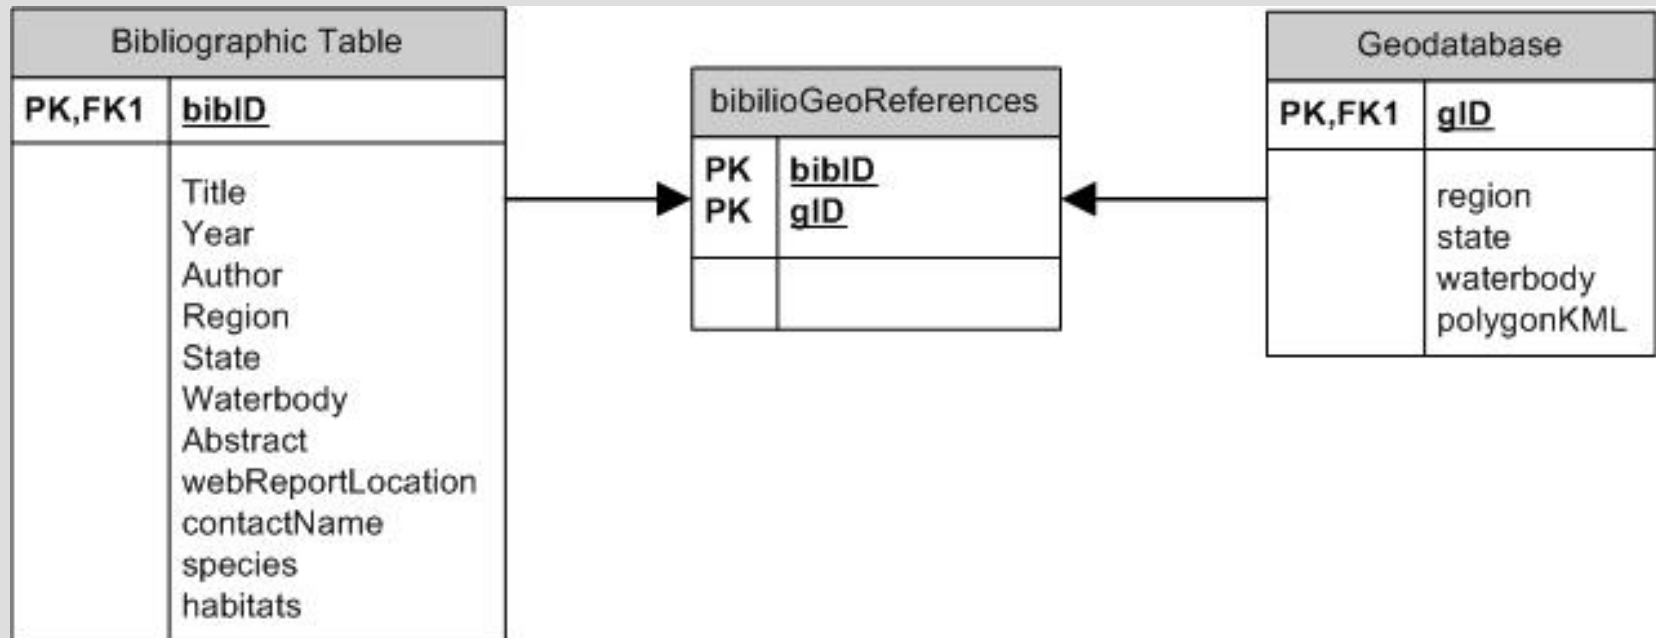 Bibliographic Table
PK,FK1 bibID
Title
Year
Author
Region
State
Waterbody
Abstract
webReportLocation
contactName
species
habitats
bibilioGeoReferences
PK bibID
PK gID
Geodatabase
PK,FK1 gID
region
state
waterbody
polygonKML